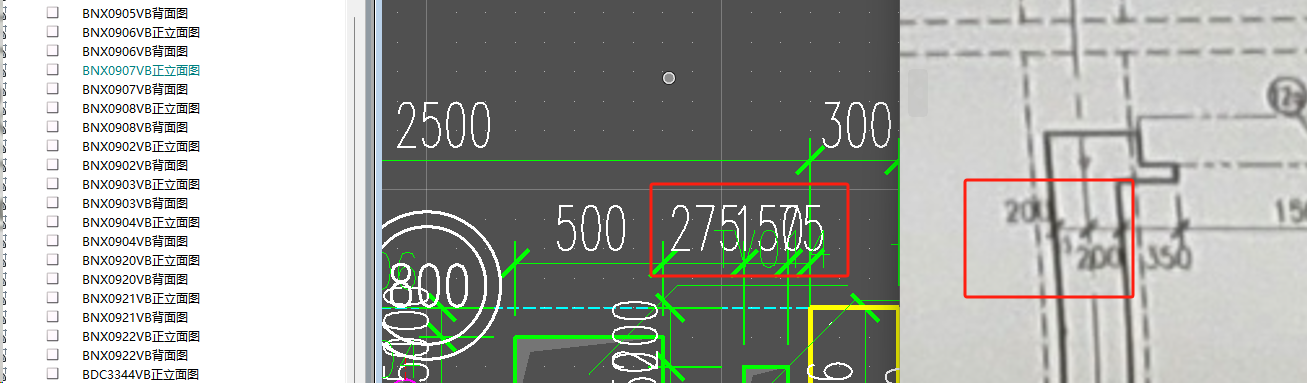 BNX0905VB背面图
BNX0906VB正立面图
BNX0906VB背面图
BNX0907VB正立面图
BNX0907VB背面图
BNX0908VB正立面图
BNX0908VB背面图
BNX0902VB正立面图
BNX0902VB背面图
BNX0903VB正立面图
BNX0903VB背面图
BNX0904VB正立面图
BNX0904VB背面图
BNX0920VB正立面图
BNX0920VB背面图
BNX0921VB正立面图
BNX0921VB背面图
BNX0922VB正立面图
BNX0922VB背面图
BDC3344VB正立面图
2500
300
500
275
150
75
800
200
200
350